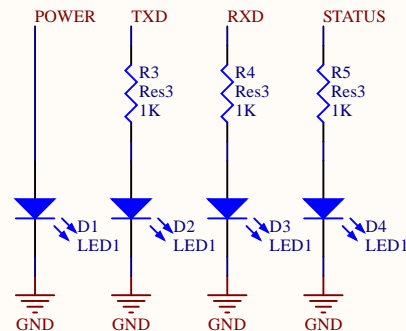 POWER TXD RXD STATUS
R3 R4 R5
Res3 Res3 Res3
1K 1K 1K
D1 D2 D3 D4
LED1 LED1 LED1 LED1
GND GND GND GND